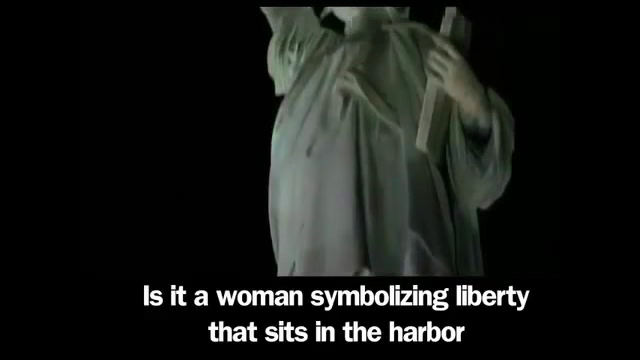 Is it a woman symbolizing liberty
that sits in the harbor